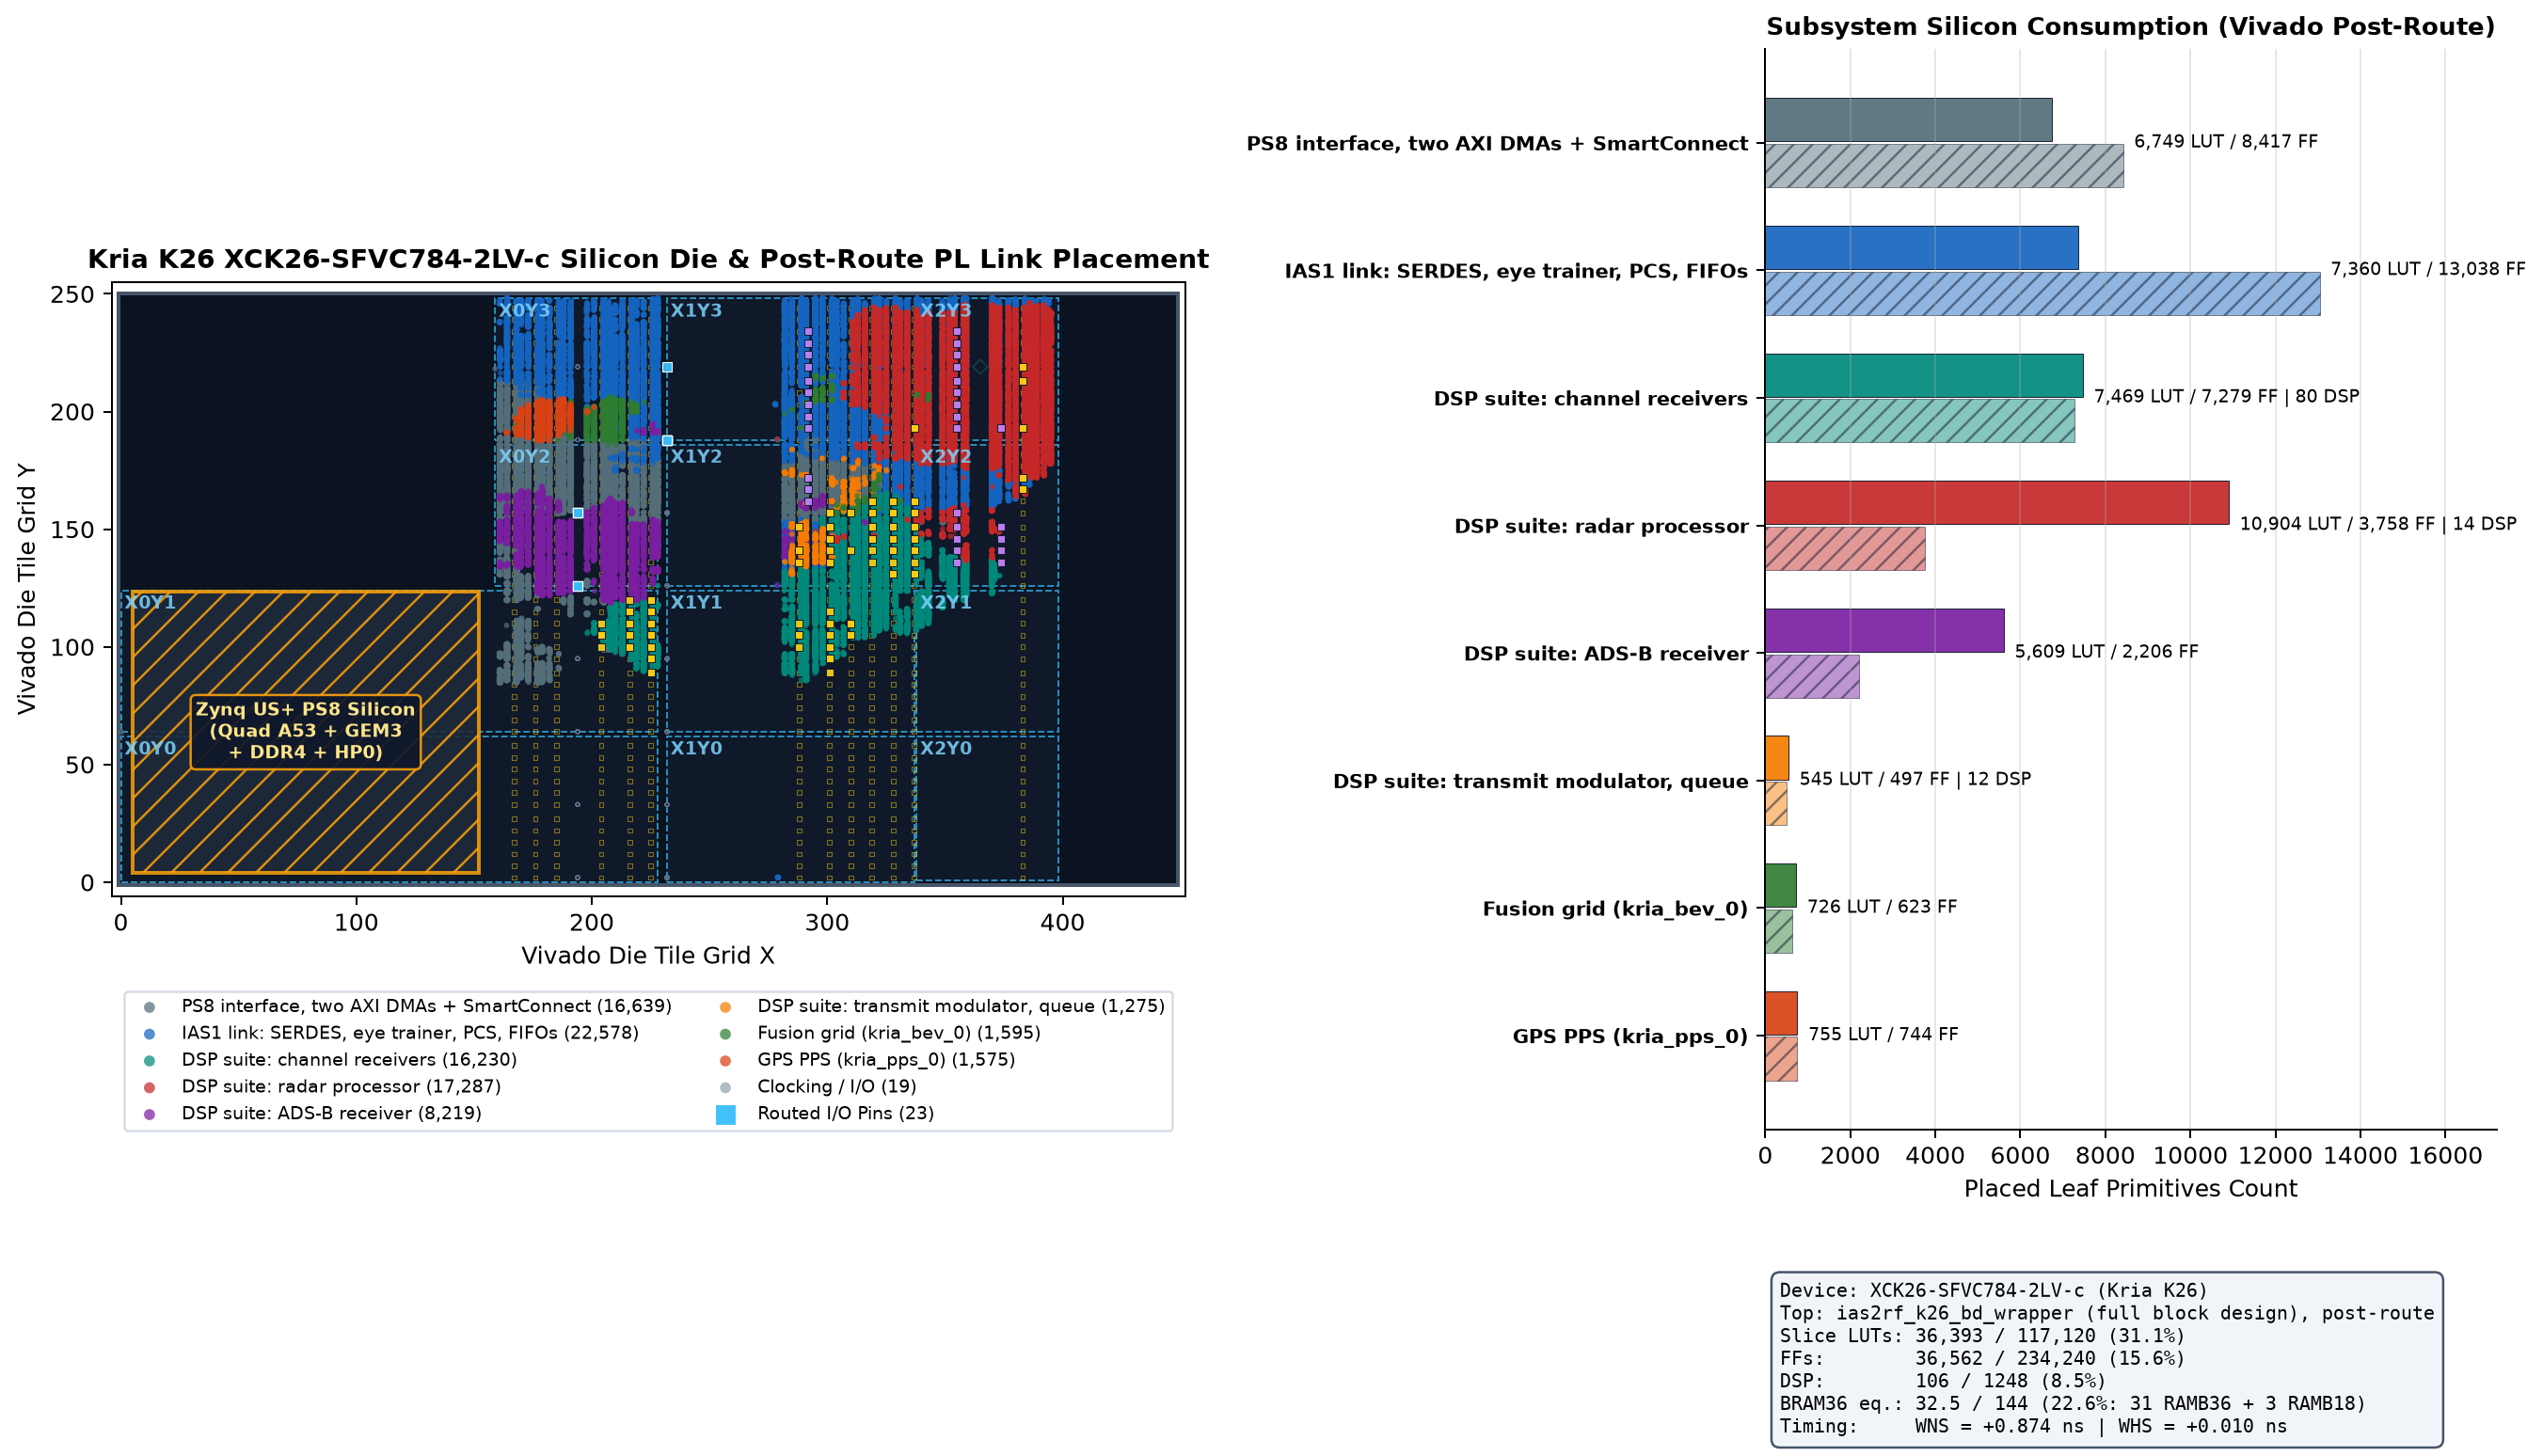 Kria K26 XCK26-SFVC784-2LV-c Silicon Die & Post-Route PL Link Placement
Vivado Die Tile Grid Y
250
200
150
100
50
0
X0Y3
X1Y3
X2Y3
X0Y2
X1Y2
X2Y2
X0Y1
X1Y1
X2Y1
X0Y0
X1Y0
X2Y0
Zynq US+ PS8 Silicon
(Quad A53 + GEM3
+ DDR4 + HP0)
0 100 200 300 400
Vivado Die Tile Grid X
PS8 interface, two AXI DMAs + SmartConnect (16,639)
IAS1 link: SERDES, eye trainer, PCS, FIFOs (22,578)
DSP suite: channel receivers (16,230)
DSP suite: radar processor (17,287)
DSP suite: ADS-B receiver (8,219)
DSP suite: transmit modulator, queue (1,275)
Fusion grid (kria_bev_0) (1,595)
GPS PPS (kria_pps_0) (1,575)
Clocking / I/O (19)
Routed I/O Pins (23)
Subsystem Silicon Consumption (Vivado Post-Route)
PS8 interface, two AXI DMAs + SmartConnect
6,749 LUT / 8,417 FF
IAS1 link: SERDES, eye trainer, PCS, FIFOs
7,360 LUT / 13,038 FF
DSP suite: channel receivers
7,469 LUT / 7,279 FF | 80 DSP
DSP suite: radar processor
10,904 LUT / 3,758 FF | 14 DSP
DSP suite: ADS-B receiver
5,609 LUT / 2,206 FF
DSP suite: transmit modulator, queue
545 LUT / 497 FF | 12 DSP
Fusion grid (kria_bev_0)
726 LUT / 623 FF
GPS PPS (kria_pps_0)
755 LUT / 744 FF
0 2000 4000 6000 8000 10000 12000 14000 16000
Placed Leaf Primitives Count
Device: XCK26-SFVC784-2LV-c (Kria K26)
Top: ias2rf_k26_bd_wrapper (full block design), post-route
Slice LUTs: 36,393 / 117,120 (31.1%)
FFs: 36,562 / 234,240 (15.6%)
DSP: 106 / 1248 (8.5%)
BRAM36 eq.: 32.5 / 144 (22.6%: 31 RAMB36 + 3 RAMB18)
Timing: WNS = +0.874 ns | WHS = +0.010 ns